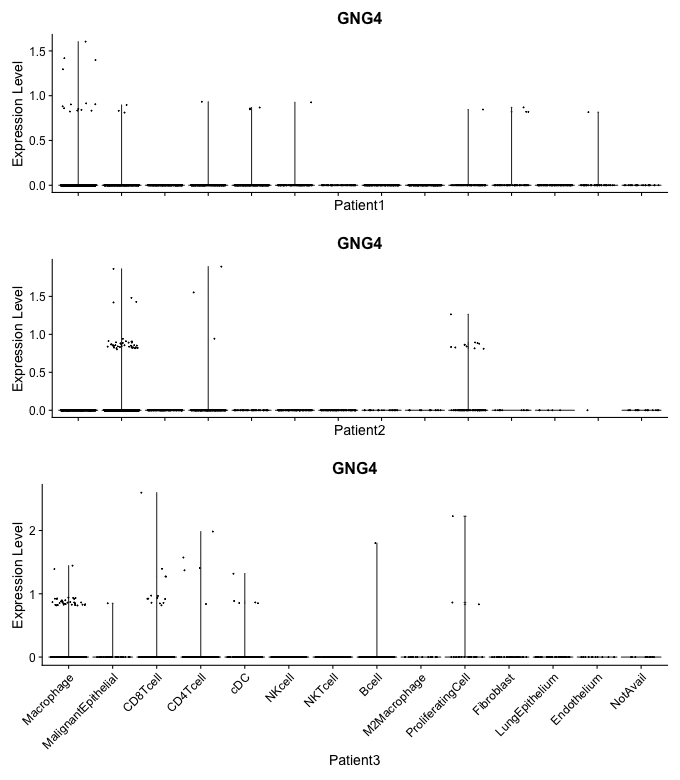 GNG4
Expression Level
1.5
1.0
0.5
0.0
Patient1
GNG4
Expression Level
1.5
1.0
0.5
0.0
Patient2
GNG4
Expression Level
2
1
0
Macrophage
MalignantEpithelial
CD8Tcell
CD4Tcell
cDC
NKcell
NKTcell
Bcell
M2Macrophage
ProliferatingCell
Fibroblast
LungEpithelium
Endothelium
NotAvail
Patient3